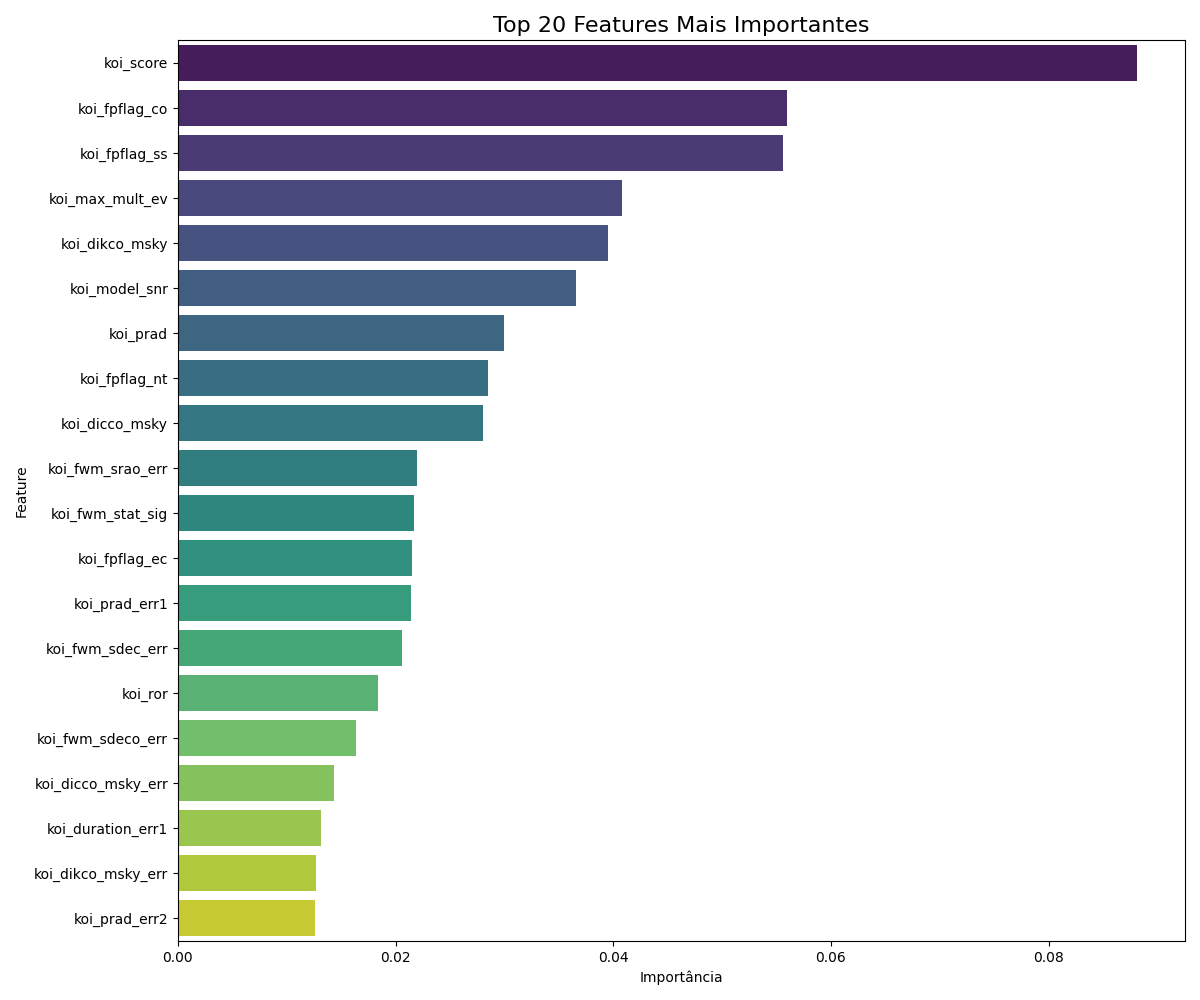 Top 20 Features Mais Importantes
koi_score
koi_fpflag_co
koi_fpflag_ss
koi_max_mult_ev
koi_dikco_msky
koi_model_snr
koi_prad
koi_fpflag_nt
koi_dicco_msky
koi_fwm_srao_err
koi_fwm_stat_sig
koi_fpflag_ec
koi_prad_err1
koi_fwm_sdec_err
koi_ror
koi_fwm_sdeco_err
koi_dicco_msky_err
koi_duration_err1
koi_dikco_msky_err
koi_prad_err2
Feature
0.00 0.02 0.04 0.06 0.08
Importância